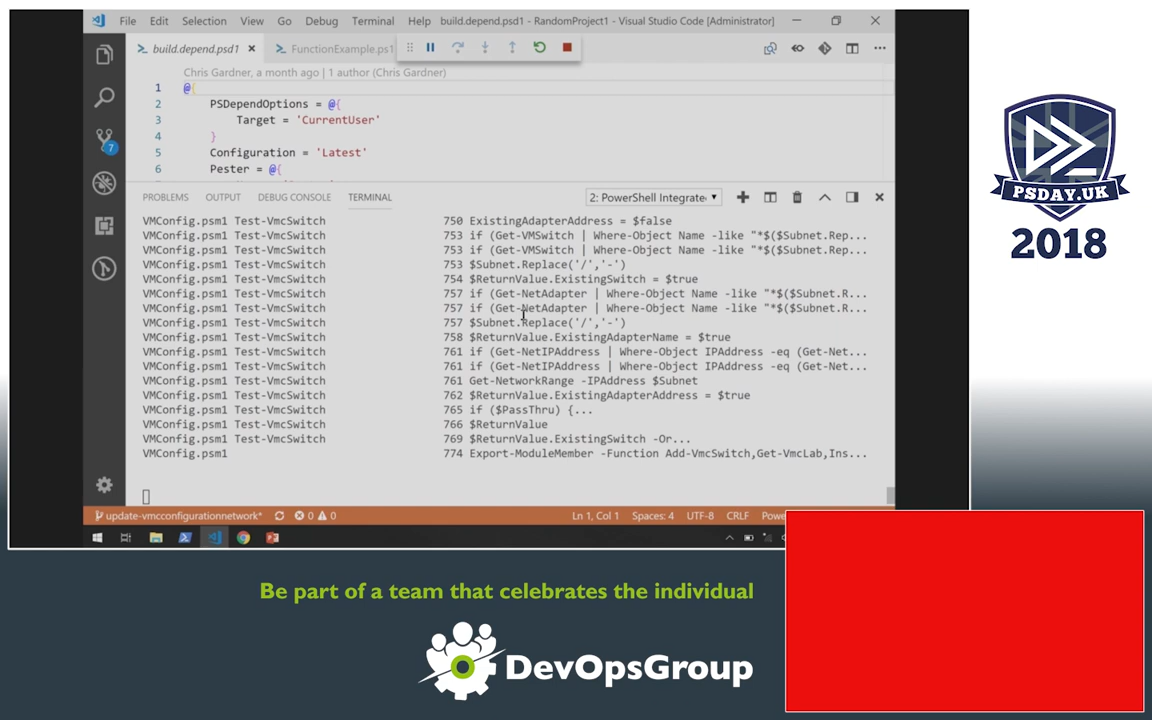 File Edit Selection View Go Debug Terminal Help build.depend.psd1 - RandomProject1 - Visual Studio Code [Administrator]
build.depend.psd1 FunctionExample.ps1
Chris Gardner, a month ago | 1 author (Chris Gardner)
1 @{
2 PSDependOptions = @{
3 Target = 'CurrentUser'
4 }
5 Configuration = 'Latest'
6 Pester = @{
7
PROBLEMS OUTPUT DEBUG CONSOLE TERMINAL 2: PowerShell Integrate
VMConfig.psm1 Test-VmcSwitch 750 ExistingAdapterAddress = $false
VMConfig.psm1 Test-VmcSwitch 753 if (Get-VMSwitch | Where-Object Name -like "*$($Subnet.Rep...
VMConfig.psm1 Test-VmcSwitch 753 if (Get-VMSwitch | Where-Object Name -like "*$($Subnet.Rep...
VMConfig.psm1 Test-VmcSwitch 753 $Subnet.Replace('/','-')
VMConfig.psm1 Test-VmcSwitch 754 $ReturnValue.ExistingSwitch = $true
VMConfig.psm1 Test-VmcSwitch 757 if (Get-NetAdapter | Where-Object Name -like "*$($Subnet.R...
VMConfig.psm1 Test-VmcSwitch 757 if (Get-NetAdapter | Where-Object Name -like "*$($Subnet.R...
VMConfig.psm1 Test-VmcSwitch 757 $Subnet.Replace('/','-')
VMConfig.psm1 Test-VmcSwitch 758 $ReturnValue.ExistingAdapterName = $true
VMConfig.psm1 Test-VmcSwitch 761 if (Get-NetIPAddress | Where-Object IPAddress -eq (Get-Net...
VMConfig.psm1 Test-VmcSwitch 761 if (Get-NetIPAddress | Where-Object IPAddress -eq (Get-Net...
VMConfig.psm1 Test-VmcSwitch 761 Get-NetworkRange -IPAddress $Subnet
VMConfig.psm1 Test-VmcSwitch 762 $ReturnValue.ExistingAdapterAddress = $true
VMConfig.psm1 Test-VmcSwitch 765 if ($PassThru) {...
VMConfig.psm1 Test-VmcSwitch 766 $ReturnValue
VMConfig.psm1 Test-VmcSwitch 769 $ReturnValue.ExistingSwitch -Or...
VMConfig.psm1 774 Export-ModuleMember -Function Add-VmcSwitch,Get-VmcLab,Ins...
update-vmcconfigurationnetwork* 0 0 Ln 1, Col 1 Spaces: 4 UTF-8 CRLF Powe
PSDAY.UK
2018
Be part of a team that celebrates the individual
DevOpsGroup